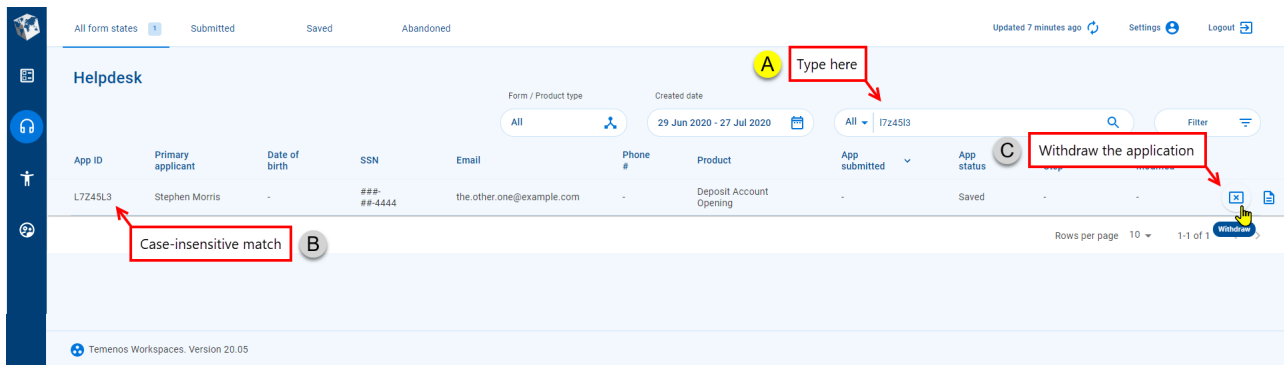 All form states 1 Submitted Saved Abandoned Updated 7 minutes ago Settings Logout
A Type here
Helpdesk
Form / Product type Created date
All 29 Jun 2020 - 27 Jul 2020 All l7z45l3 Filter
C Withdraw the application
App ID Primary applicant Date of birth SSN Email Phone # Product App submitted App status
L7Z45L3 Stephen Morris - ###-##-4444 the.other.one@example.com - Deposit Account Opening - Saved - -
Case-insensitive match B
Withdraw
Rows per page 10 1-1 of 1
Temenos Workspaces. Version 20.05